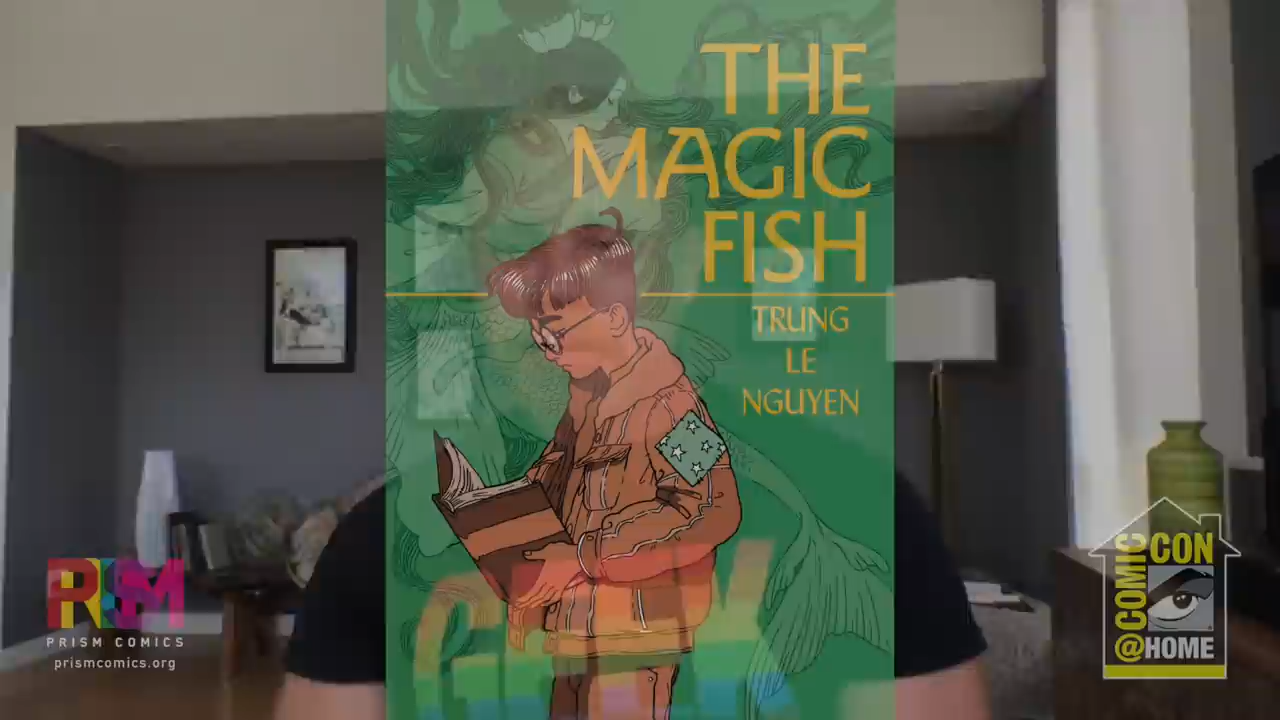 THE
MAGIC
FISH
TRUNG
LE
NGUYEN
PRISM
PRISM COMICS
prismcomics.org
COMIC
CON
@HOME